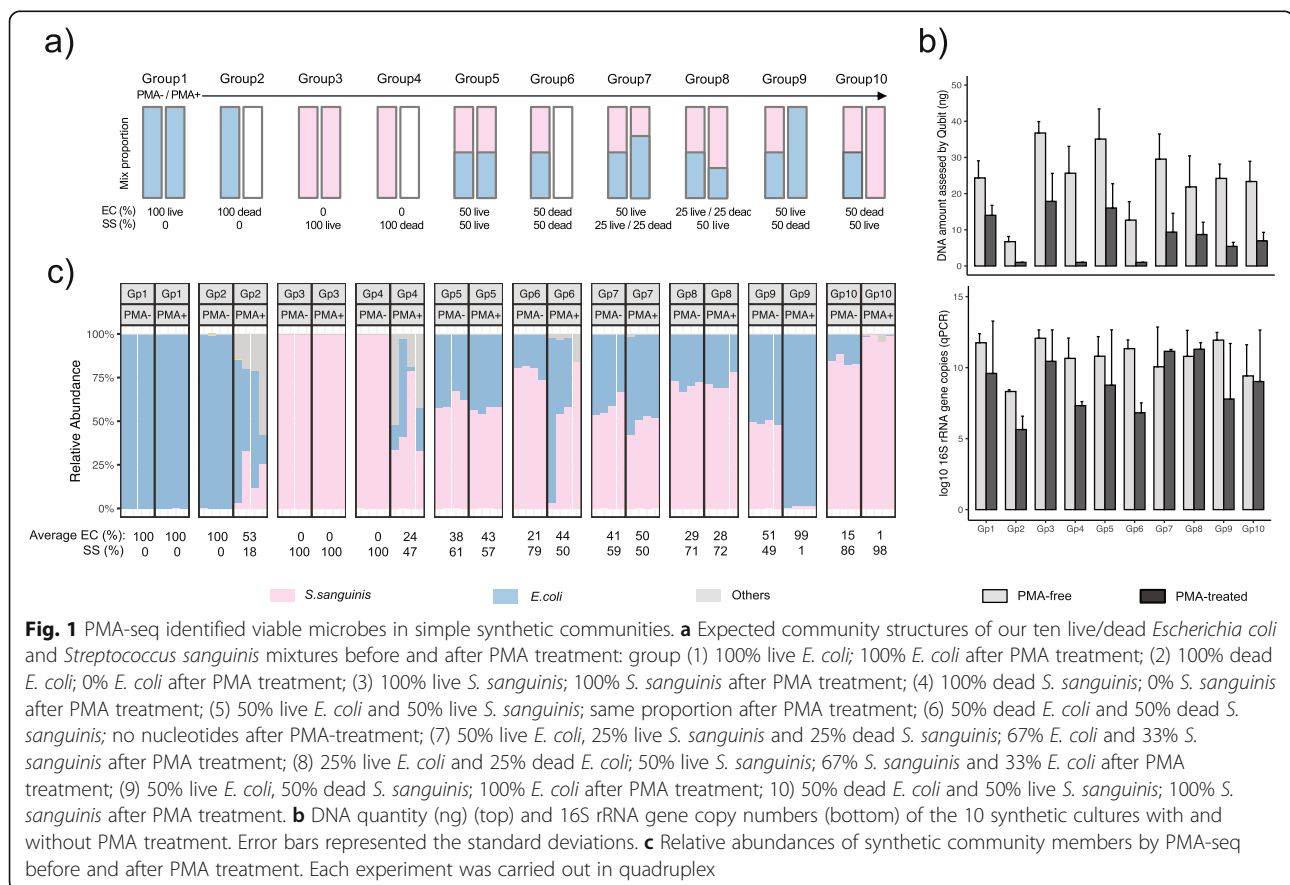 a)
Group1 Group2 Group3 Group4 Group5 Group6 Group7 Group8 Group9 Group10
PMA- / PMA+
Mix proportion
EC (%) 100 live 100 dead 0 0 50 live 50 dead 50 live 25 live / 25 dead 50 live 50 dead
SS (%) 0 0 100 live 100 dead 50 live 50 dead 25 live / 25 dead 50 live 50 dead 50 live
b)
DNA amount assesed by Qubit (ng)
50
40
30
20
10
0
log10 16S rRNA gene copies (qPCR)
15
10
5
0
Gp1 Gp2 Gp3 Gp4 Gp5 Gp6 Gp7 Gp8 Gp9 Gp10
PMA-free PMA-treated
c)
Gp1 Gp1 Gp2 Gp2 Gp3 Gp3 Gp4 Gp4 Gp5 Gp5 Gp6 Gp6 Gp7 Gp7 Gp8 Gp8 Gp9 Gp9 Gp10 Gp10
PMA- PMA+ PMA- PMA+ PMA- PMA+ PMA- PMA+ PMA- PMA+ PMA- PMA+ PMA- PMA+ PMA- PMA+ PMA- PMA+ PMA- PMA+
Relative Abundance
100%
75%
50%
25%
0%
Average EC (%): 100 100 100 53 0 0 0 24 38 43 21 44 41 50 29 28 51 99 15 1
SS (%) 0 0 0 18 100 100 100 47 61 57 79 50 59 50 71 72 49 1 86 98
S.sanguinis E.coli Others
Fig. 1 PMA-seq identified viable microbes in simple synthetic communities. a Expected community structures of our ten live/dead Escherichia coli
and Streptococcus sanguinis mixtures before and after PMA treatment: group (1) 100% live E. coli; 100% E. coli after PMA treatment; (2) 100% dead
E. coli; 0% E. coli after PMA treatment; (3) 100% live S. sanguinis; 100% S. sanguinis after PMA treatment; (4) 100% dead S. sanguinis; 0% S. sanguinis
after PMA treatment; (5) 50% live E. coli and 50% live S. sanguinis; same proportion after PMA treatment; (6) 50% dead E. coli and 50% dead S.
sanguinis; no nucleotides after PMA-treatment; (7) 50% live E. coli, 25% live S. sanguinis and 25% dead S. sanguinis; 67% E. coli and 33% S.
sanguinis after PMA treatment; (8) 25% live E. coli and 25% dead E. coli; 50% live S. sanguinis; 67% S. sanguinis and 33% E. coli after PMA
treatment; (9) 50% live E. coli, 50% dead S. sanguinis; 100% E. coli after PMA treatment; 10) 50% dead E. coli and 50% live S. sanguinis; 100% S.
sanguinis after PMA treatment. b DNA quantity (ng) (top) and 16S rRNA gene copy numbers (bottom) of the 10 synthetic cultures with and
without PMA treatment. Error bars represented the standard deviations. c Relative abundances of synthetic community members by PMA-seq
before and after PMA treatment. Each experiment was carried out in quadruplex